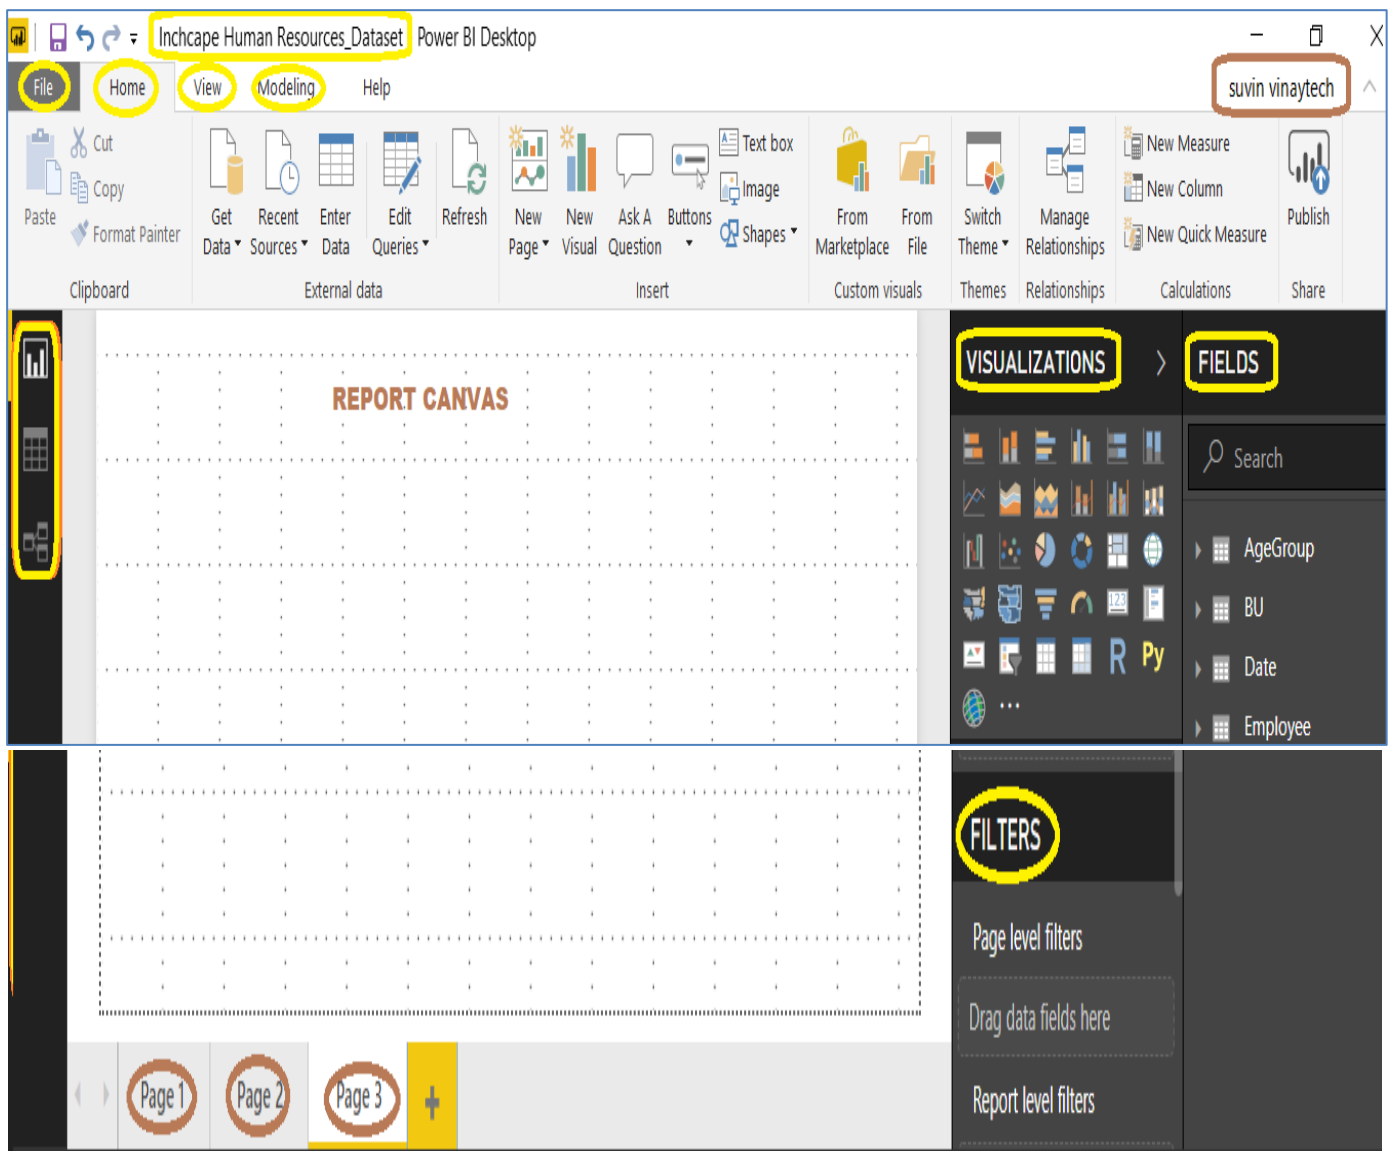 Inchcape Human Resources_Dataset Power BI Desktop
File Home View Modeling Help suvin vinaytech
Paste
Cut
Copy
Format Painter
Get
Data
Recent
Sources
Enter
Data
Edit
Queries
Refresh
New
Page
New
Visual
Ask A
Question
Buttons
Text box
Image
Shapes
From
Marketplace
From
File
Switch
Theme
Manage
Relationships
New Measure
New Column
New Quick Measure
Publish
Clipboard External data Insert Custom visuals Themes Relationships Calculations Share
REPORT CANVAS
VISUALIZATIONS
123
R Py
...
FIELDS
Search
AgeGroup
BU
Date
Employee
FILTERS
Page level filters
Drag data fields here
Report level filters
Page 1 Page 2 Page 3 +